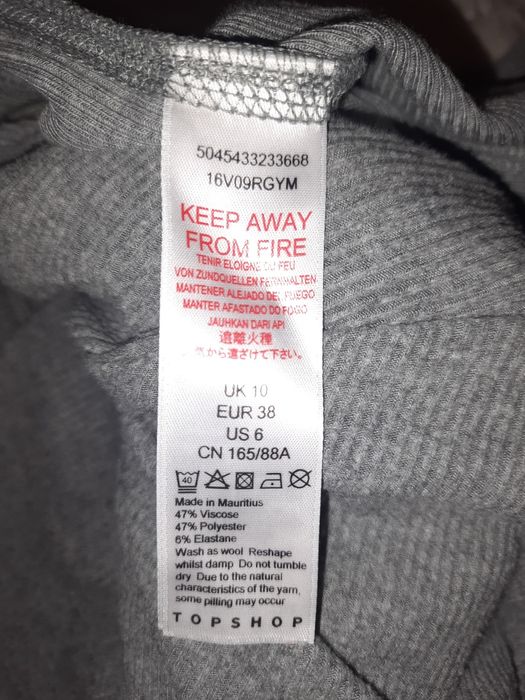 5045433233668
16V09RGYM
KEEP AWAY
FROM FIRE
TENIR ELOIGNE DU FEU
VON ZUNDQUELLEN FERNHALTEN
MANTENER ALEJADO DEL FUEGO
MANTER AFASTADO DO FOGO
JAUHKAN DARI API
遠離火種
火から遠ざけて下さい。
UK 10
EUR 38
US 6
CN 165/88A
40
Made in Mauritius
47% Viscose
47% Polyester
6% Elastane
Wash as wool Reshape
whilst damp Do not tumble
dry Due to the natural
characteristics of the yarn,
some pilling may occur
TOPSHOP